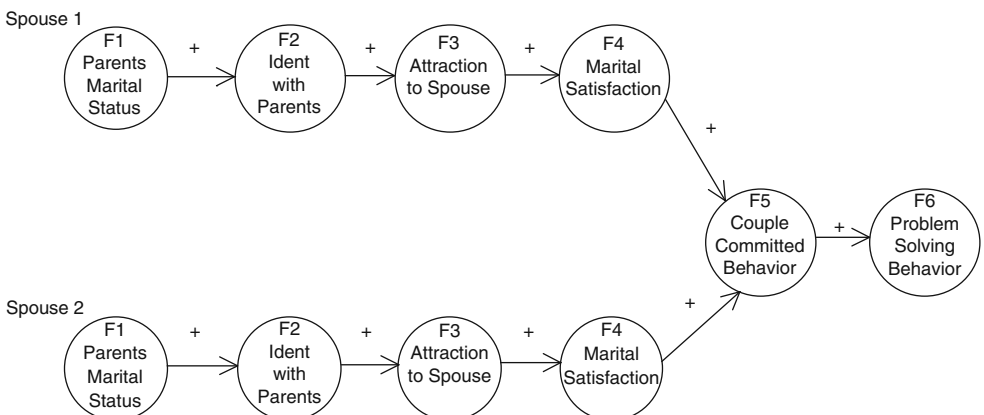 Spouse 1
F1
Parents
Marital
Status
+
F2
Ident
with
Parents
+
F3
Attraction
to Spouse
+
F4
Marital
Satisfaction
+
F5
Couple
Committed
Behavior
+
F6
Problem
Solving
Behavior
Spouse 2
F1
Parents
Marital
Status
+
F2
Ident
with
Parents
+
F3
Attraction
to Spouse
+
F4
Marital
Satisfaction
+